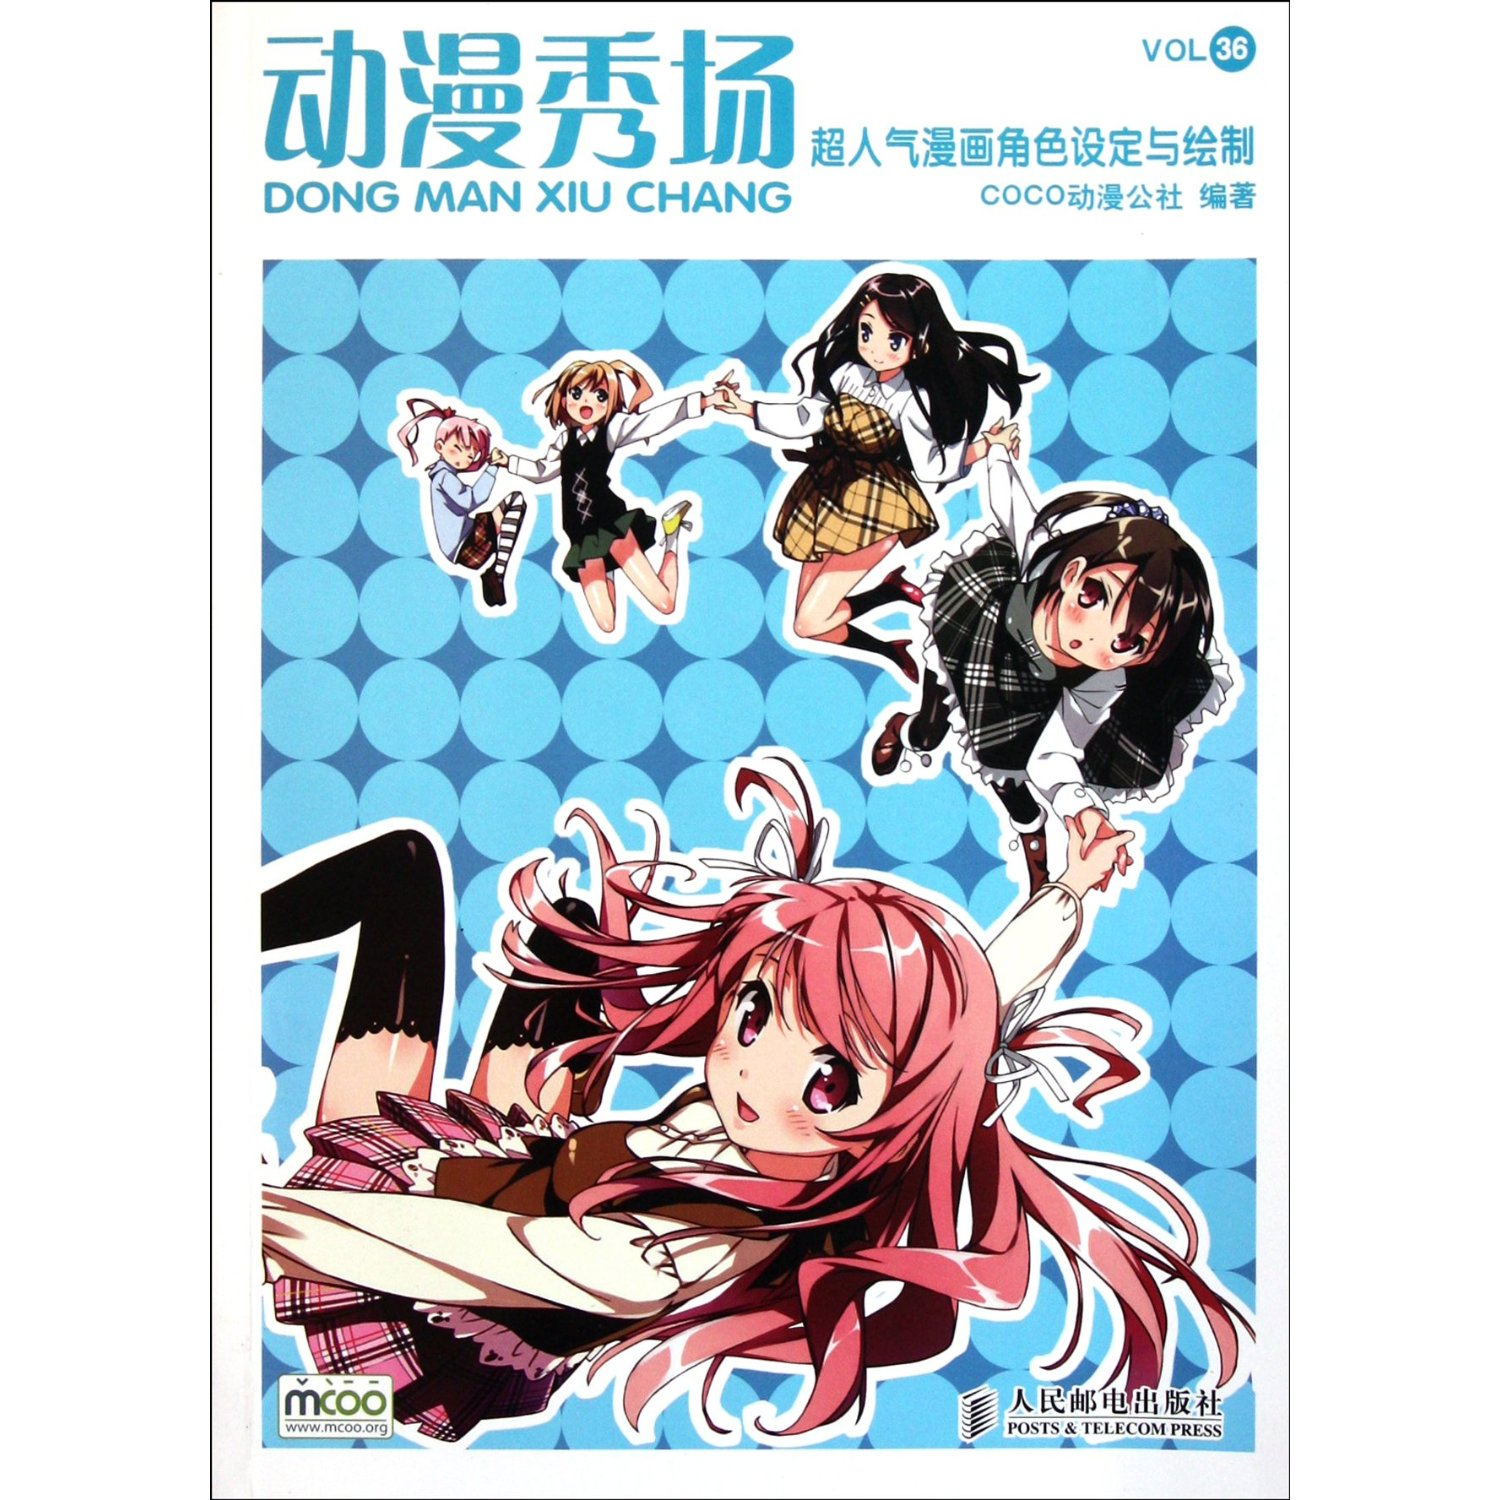 动漫秀场
DONG MAN XIU CHANG
VOL 36
超人气漫画角色设定与绘制
COCO动漫公社 编著
mcoo
www.mcoo.org
人民邮电出版社
POSTS & TELECOM PRESS